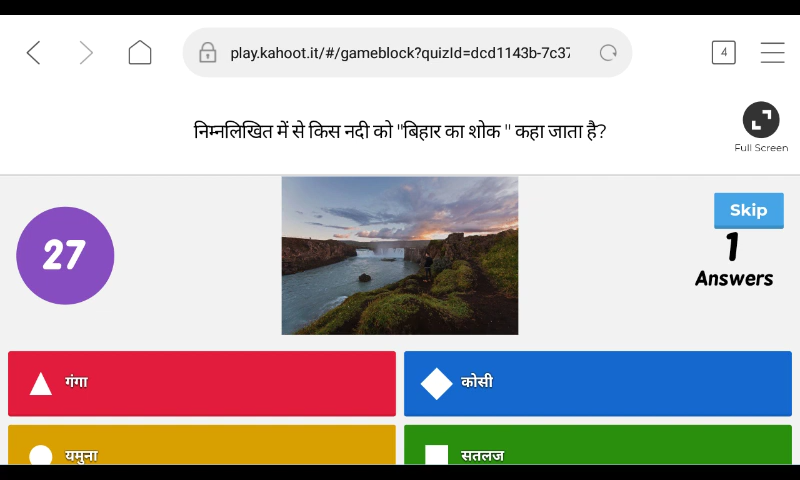 play.kahoot.it/#/gameblock?quizId=dcd1143b-7c37
4
निम्नलिखित में से किस नदी को "बिहार का शोक " कहा जाता है?
Full Screen
27
Skip
1
Answers
गंगा
कोसी
यमुना
सतलज